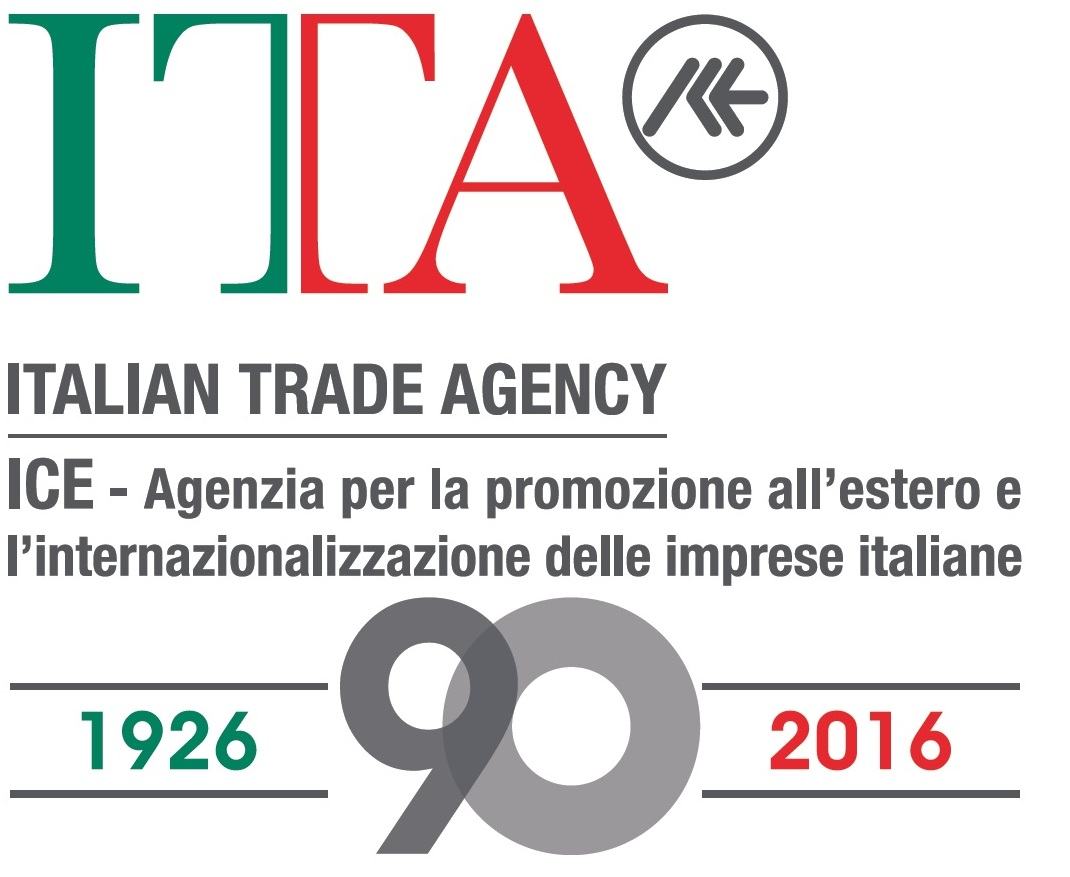 ITA
ITALIAN TRADE AGENCY
ICE - Agenzia per la promozione all’estero e
l’internazionalizzazione delle imprese italiane
1926 90 2016